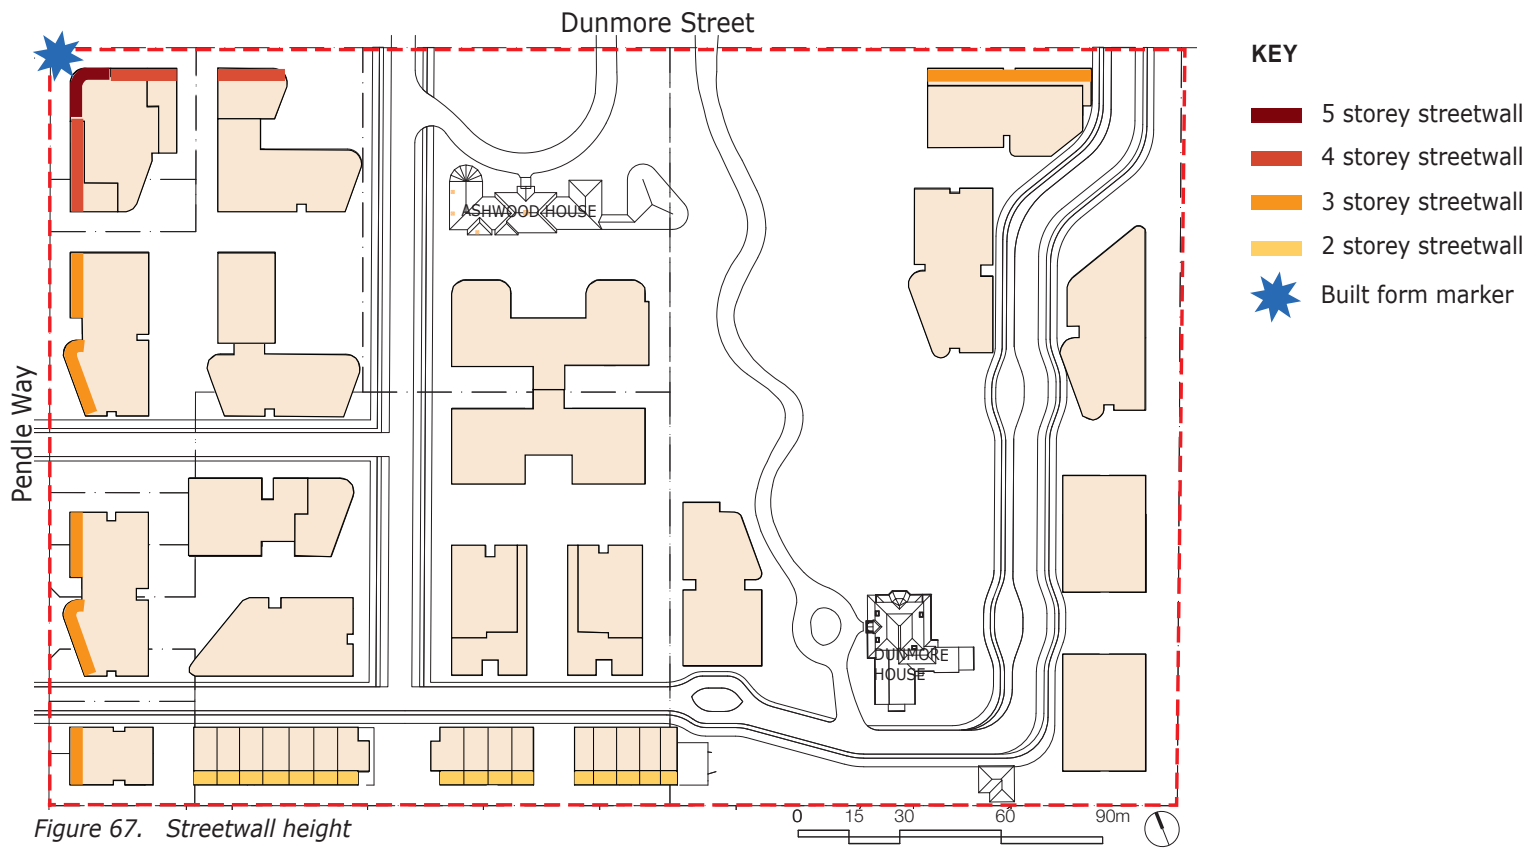 Dunmore Street
KEY
5 storey streetwall
4 storey streetwall
3 storey streetwall
2 storey streetwall
Built form marker
ASHWOOD HOUSE
Pendle Way
DUNMORE
HOUSE
0 15 30 60 90m
Figure 67. Streetwall height